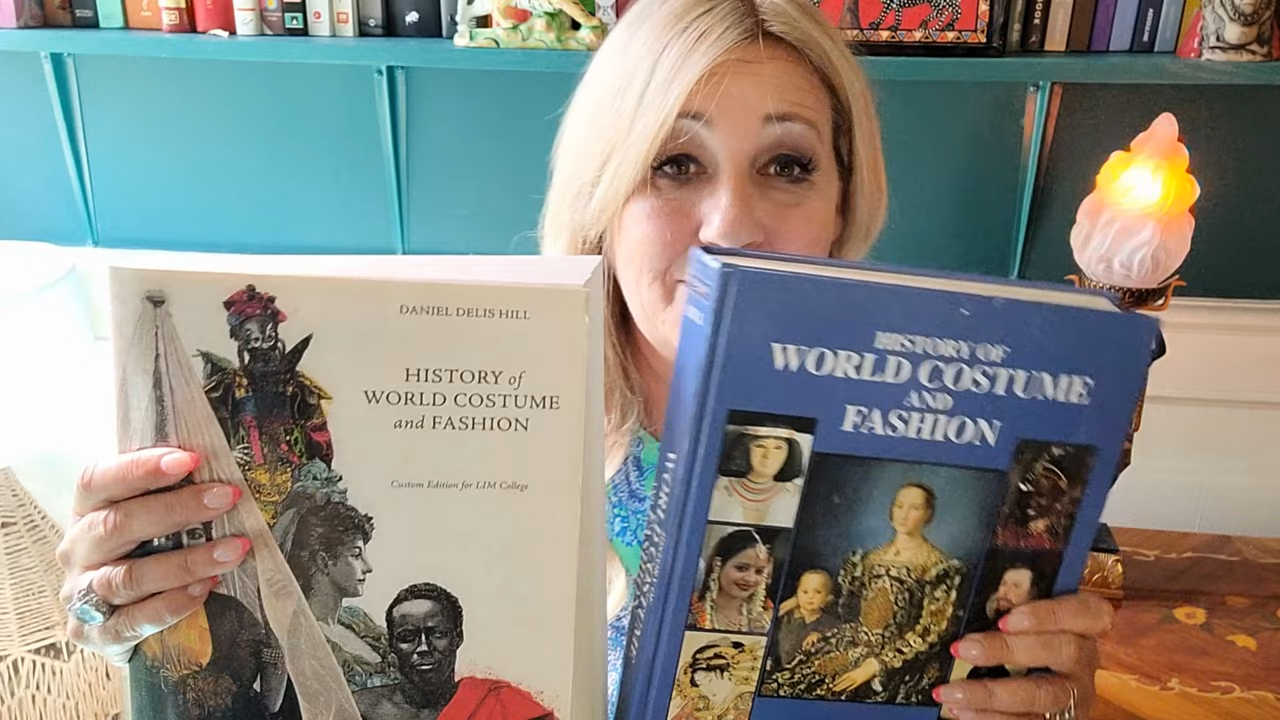 DANIEL DELIS HILL
HISTORY of
WORLD COSTUME
and FASHION
Custom Edition for LIM College
HISTORY OF
WORLD COSTUME
AND
FASHION